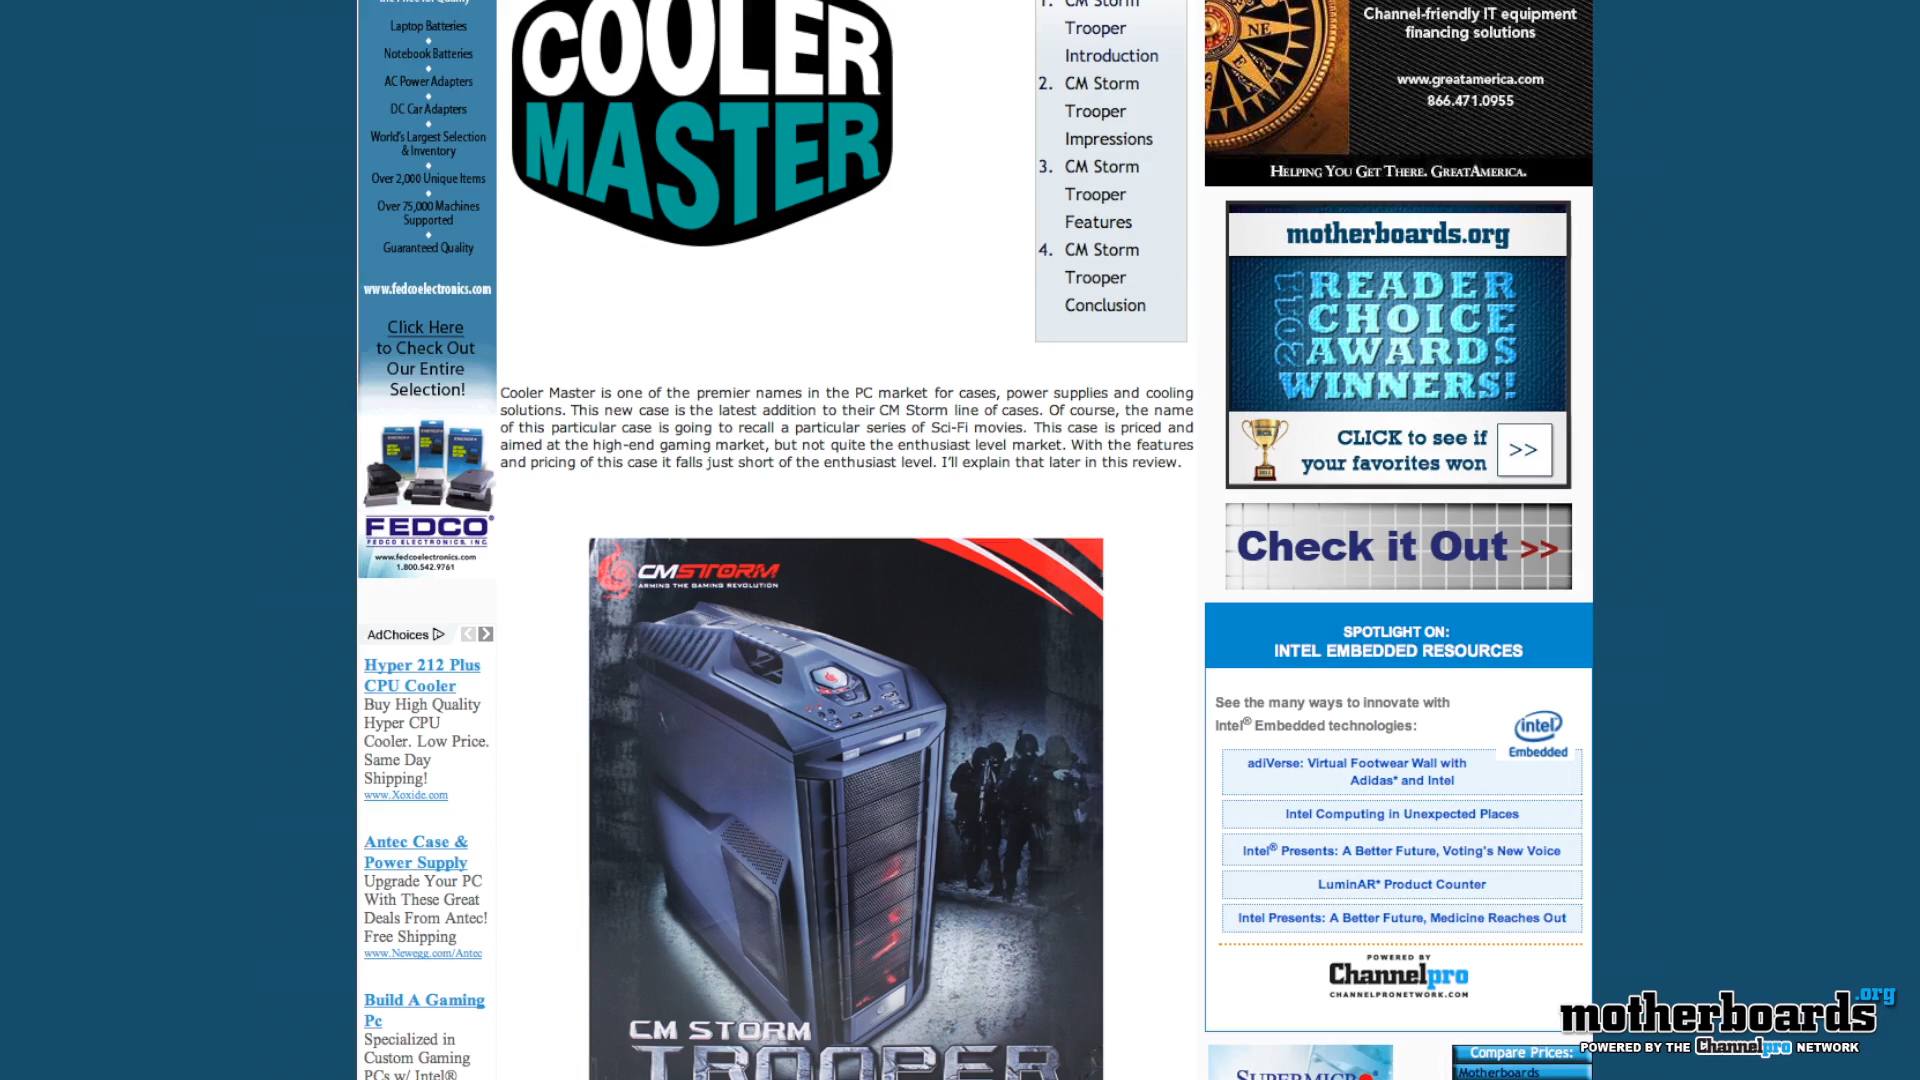 the Price for Quality
Laptop Batteries
Notebook Batteries
AC Power Adapters
DC Car Adapters
World's Largest Selection
& Inventory
Over 2,000 Unique Items
Over 75,000 Machines
Supported
Guaranteed Quality
www.fedcoelectronics.com
Click Here
to Check Out
Our Entire
Selection!
FEDCO®
FEDCO ELECTRONICS, INC.
www.fedcoelectronics.com
1.800.542.9761
AdChoices
Hyper 212 Plus
CPU Cooler
Buy High Quality
Hyper CPU
Cooler. Low Price.
Same Day
Shipping!
www.Xoxide.com
Antec Case &
Power Supply
Upgrade Your PC
With These Great
Deals From Antec!
Free Shipping
www.Newegg.com/Antec
Build A Gaming
Pc
Specialized in
Custom Gaming
PCs w/ Intel®
COOLER
MASTER
1. CM Storm
Trooper
Introduction
2. CM Storm
Trooper
Impressions
3. CM Storm
Trooper
Features
4. CM Storm
Trooper
Conclusion
Cooler Master is one of the premier names in the PC market for cases, power supplies and cooling
solutions. This new case is the latest addition to their CM Storm line of cases. Of course, the name
of this particular case is going to recall a particular series of Sci-Fi movies. This case is priced and
aimed at the high-end gaming market, but not quite the enthusiast level market. With the features
and pricing of this case it falls just short of the enthusiast level. I'll explain that later in this review.
CMSTORM
ARMING THE GAMING REVOLUTION
CM STORM
TROOPER
Channel-friendly IT equipment
financing solutions
www.greatamerica.com
866.471.0955
NE
HELPING YOU GET THERE. GREATAMERICA.
motherboards.org
2011
READER
CHOICE
AWARDS
WINNERS!
CLICK to see if
your favorites won
>>
Check it Out >>
SPOTLIGHT ON:
INTEL EMBEDDED RESOURCES
See the many ways to innovate with
Intel® Embedded technologies:
intel
Embedded
adiVerse: Virtual Footwear Wall with
Adidas* and Intel
Intel Computing in Unexpected Places
Intel® Presents: A Better Future, Voting's New Voice
LuminAR* Product Counter
Intel Presents: A Better Future, Medicine Reaches Out
POWERED BY
Channelpro
CHANNELPRONETWORK.COM
SUPERMICRO
Compare Prices:
Motherboards
motherboards.org
POWERED BY THE Channelpro NETWORK